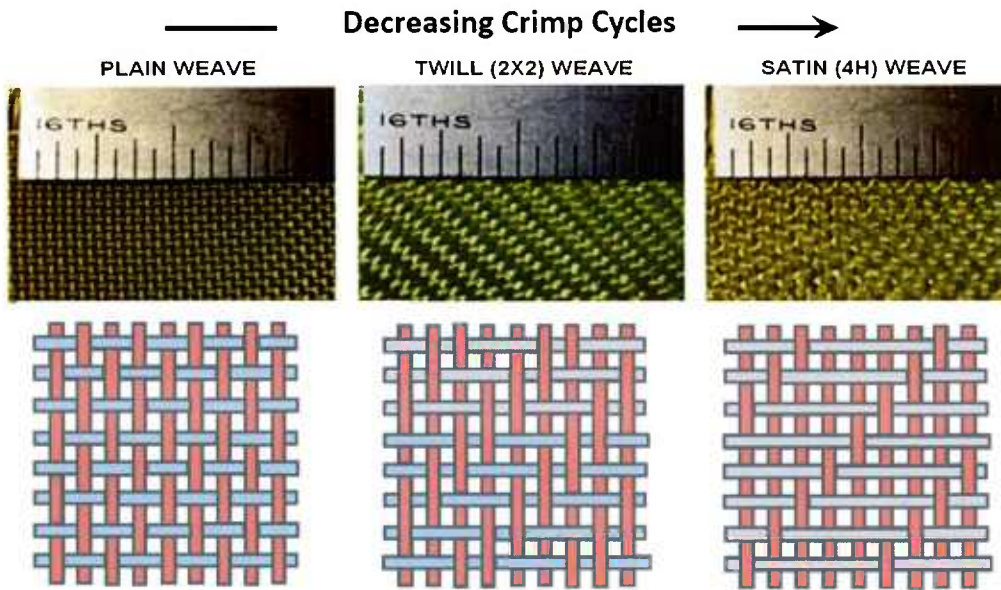 Decreasing Crimp Cycles
PLAIN WEAVE
TWILL (2X2) WEAVE
SATIN (4H) WEAVE
16THS
16THS
16THS